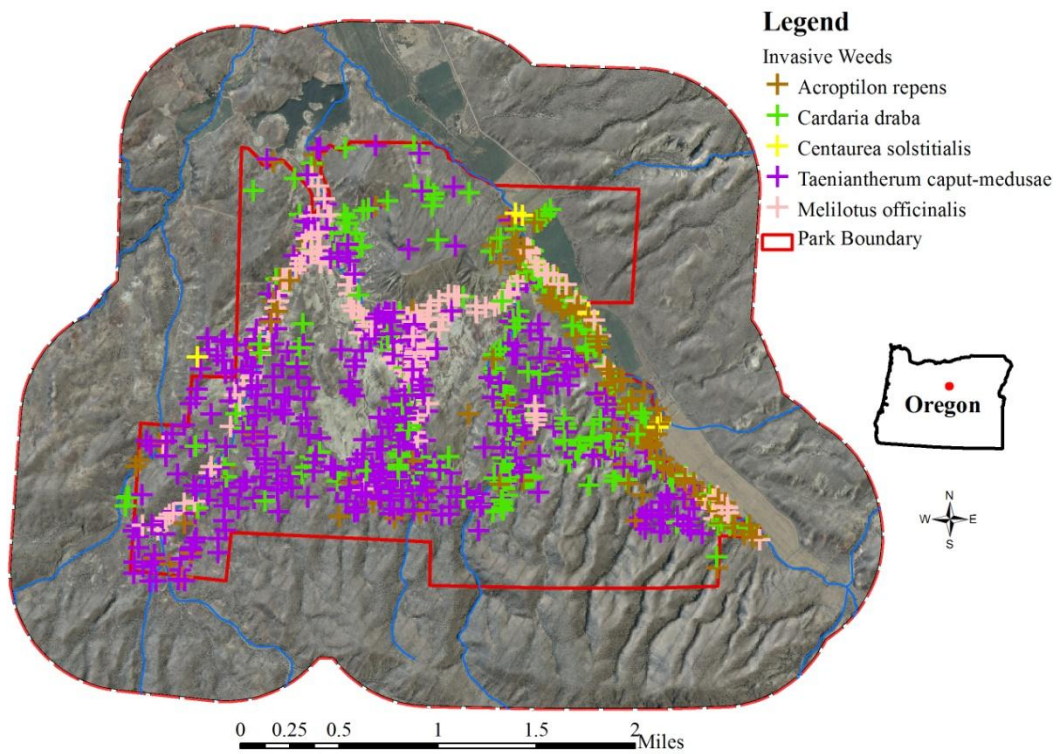 Legend
Invasive Weeds
Acroptilon repens
Cardaria draba
Centaurea solstitialis
Taeniantherum caput-medusae
Melilotus officinalis
Park Boundary
Oregon
N
W E
S
0 0.25 0.5 1 1.5 2
Miles